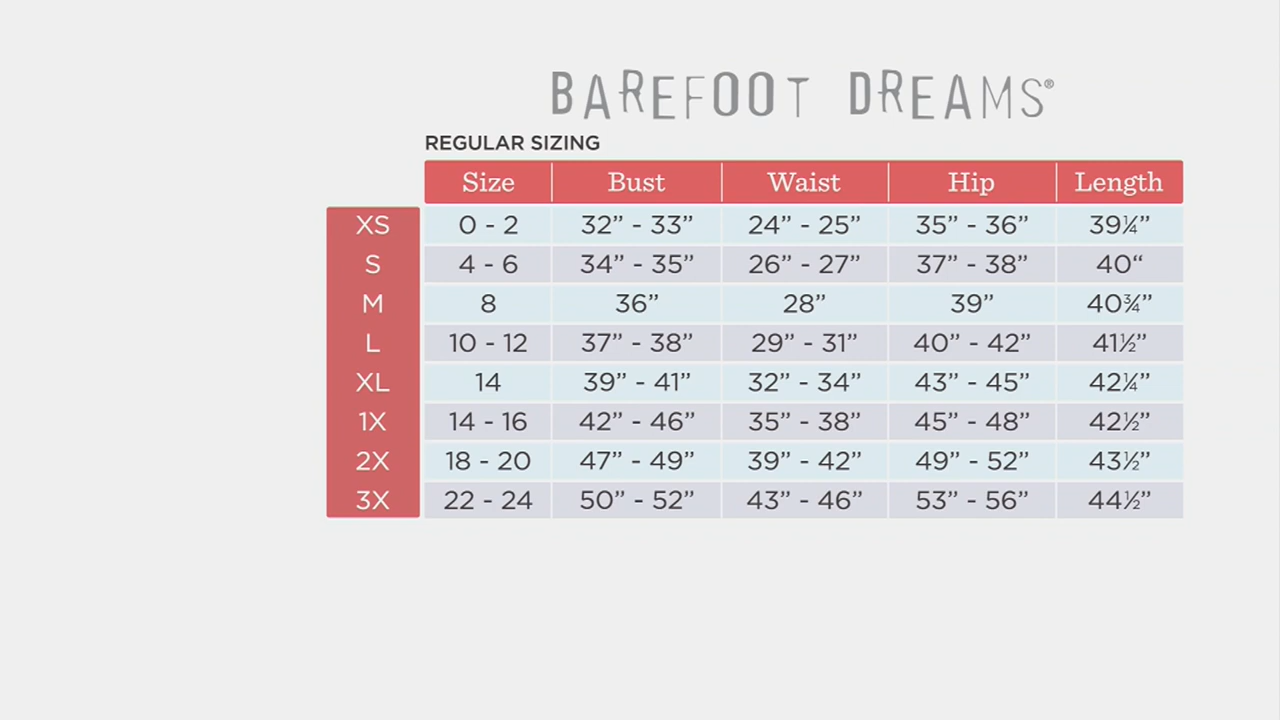 BAREFOOT DREAMS®
REGULAR SIZING
Size Bust Waist Hip Length
XS 0 - 2 32” - 33” 24” - 25” 35” - 36” 39¼”
S 4 - 6 34” - 35” 26” - 27” 37” - 38” 40“
M 8 36” 28” 39” 40¾”
L 10 - 12 37” - 38” 29” - 31” 40” - 42” 41½”
XL 14 39” - 41” 32” - 34” 43” - 45” 42¼”
1X 14 - 16 42” - 46” 35” - 38” 45” - 48” 42½”
2X 18 - 20 47” - 49” 39” - 42” 49” - 52” 43½”
3X 22 - 24 50” - 52” 43” - 46” 53” - 56” 44½”